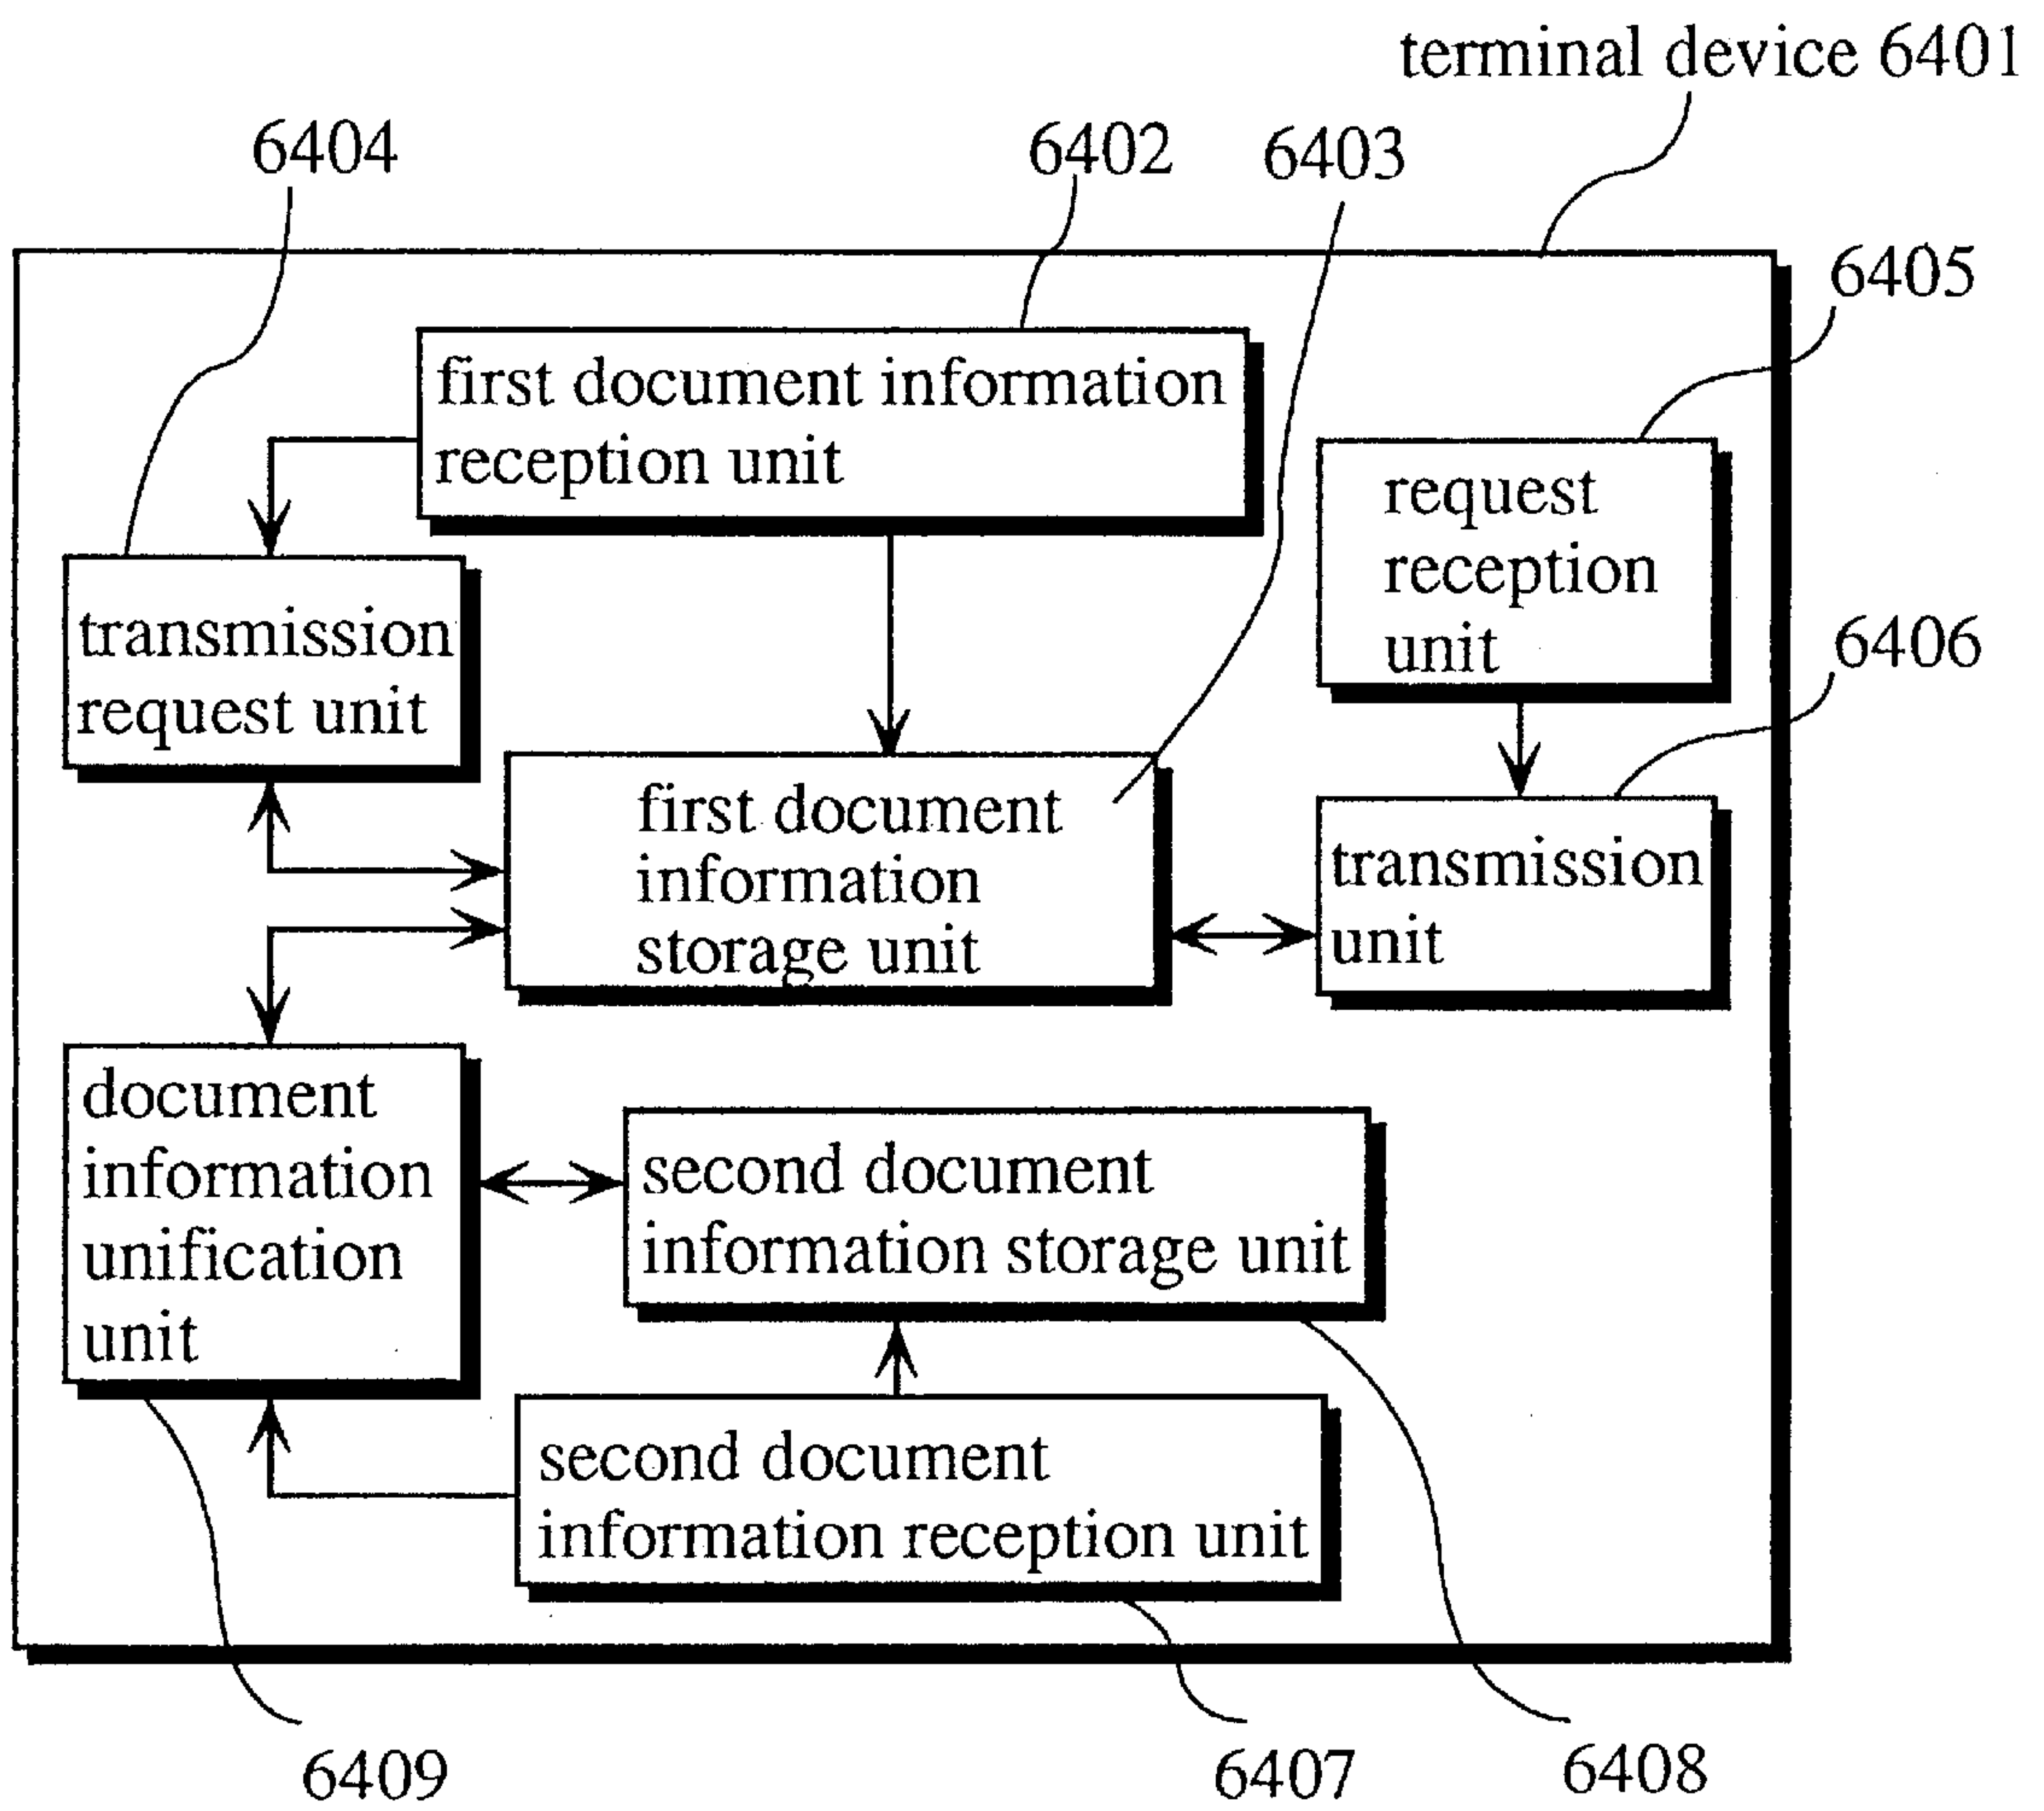 terminal device 6401
6404
6402
6403
6405
first document information
reception unit
request
reception
unit
transmission
request unit
6406
first document
information
storage unit
transmission
unit
document
information
unification
unit
second document
information storage unit
second document
information reception unit
6409
6407
6408